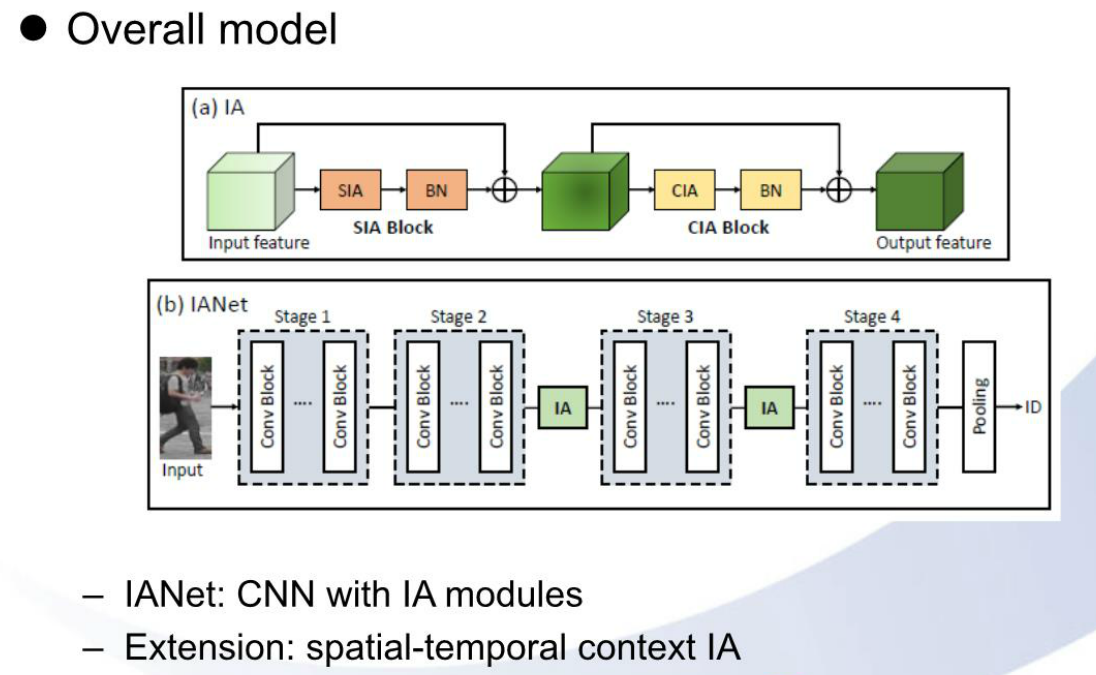 ● Overall model
(a) IA
SIA
BN
CIA
BN
Input feature
SIA Block
CIA Block
Output feature
(b) IANet
Stage 1
Stage 2
Stage 3
Stage 4
Conv Block
....
Conv Block
Conv Block
....
Conv Block
IA
Conv Block
....
Conv Block
IA
Conv Block
....
Conv Block
Pooling
ID
Input
– IANet: CNN with IA modules
– Extension: spatial-temporal context IA